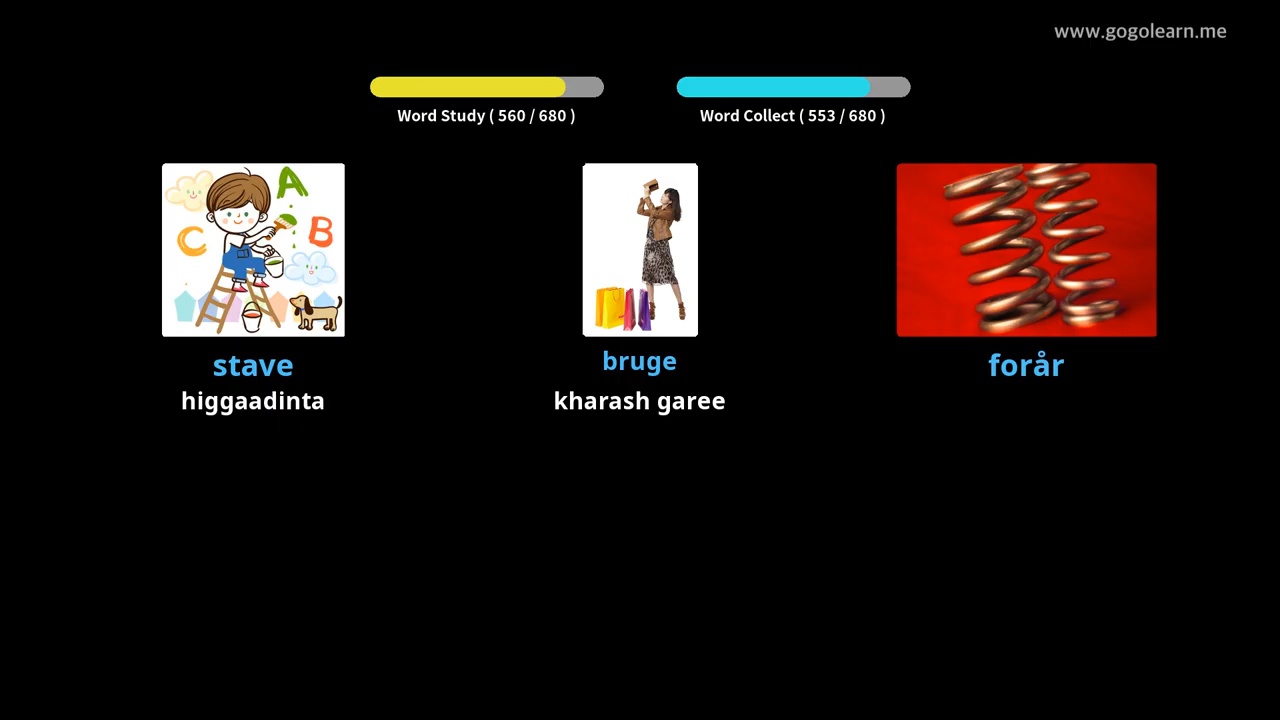 www.gogolearn.me
Word Study ( 560 / 680 )
Word Collect ( 553 / 680 )
A
B
C
stave
higgaadinta
bruge
kharash garee
forår